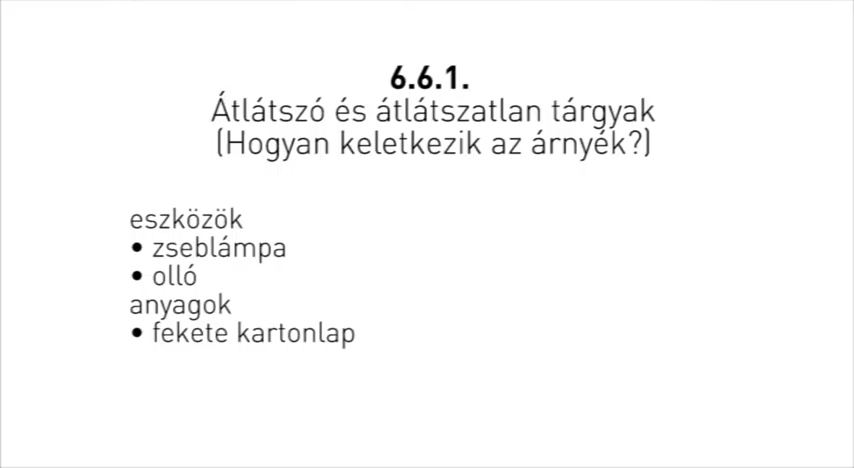 6.6.1.
Átlátszó és átlátszatlan tárgyak
(Hogyan keletkezik az árnyék?)
eszközök
• zseblámpa
• olló
anyagok
• fekete kartonlap